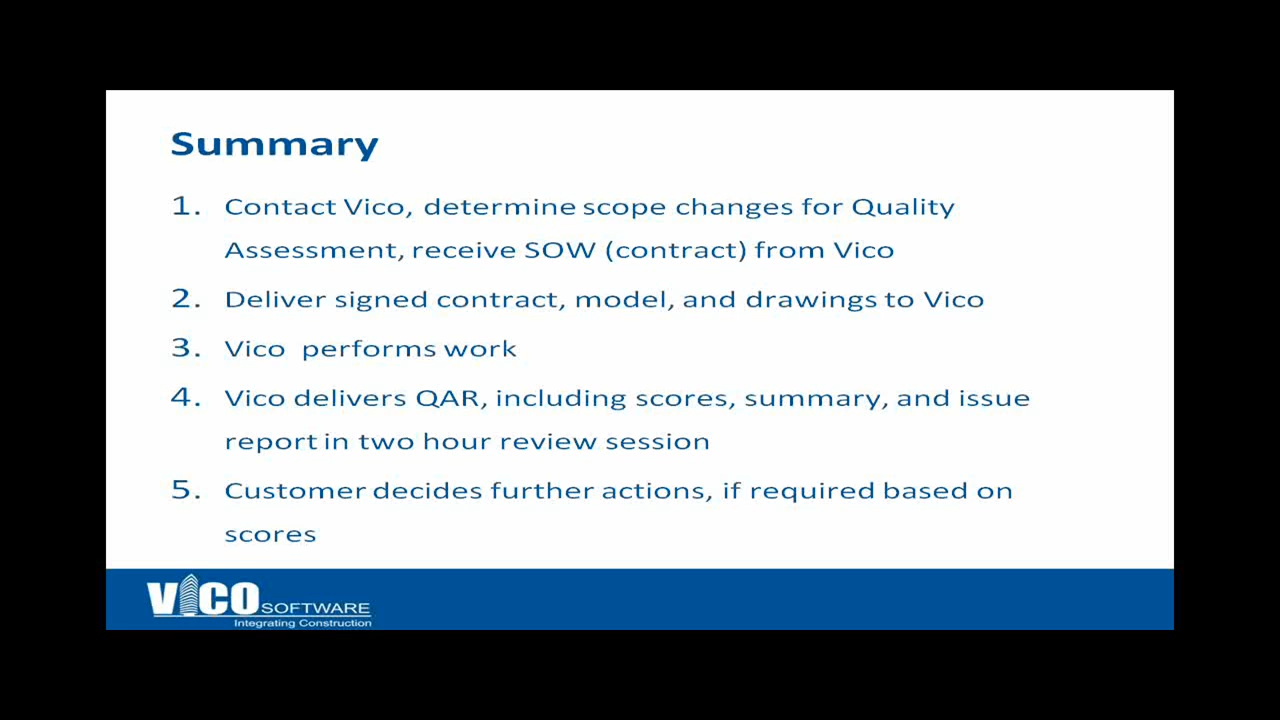 Summary
1. Contact Vico, determine scope changes for Quality
Assessment, receive SOW (contract) from Vico
2. Deliver signed contract, model, and drawings to Vico
3. Vico performs work
4. Vico delivers QAR, including scores, summary, and issue
report in two hour review session
5. Customer decides further actions, if required based on
scores
VICO SOFTWARE
Integrating Construction